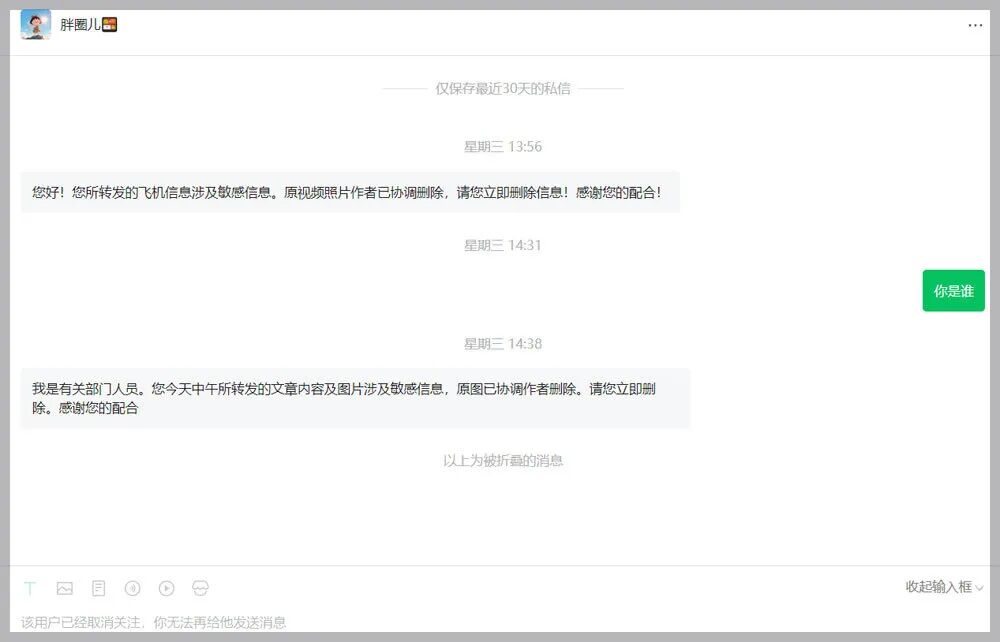 胖圈儿🍱
仅保存最近30天的私信
星期三 13:56
您好！您所转发的飞机信息涉及敏感信息。原视频照片作者已协调删除，请您立即删除信息！感谢您的配合！
星期三 14:31
你是谁
星期三 14:38
我是有关部门人员。您今天中午所转发的文章内容及图片涉及敏感信息，原图已协调作者删除。请您立即删
除。感谢您的配合
以上为被折叠的消息
收起输入框
该用户已经取消关注，你无法再给他发送消息